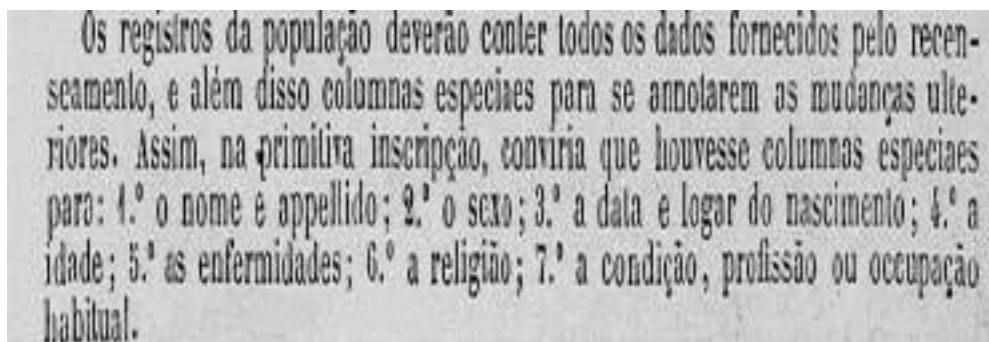 Os registros da população deverão conter todos os dados fornecidos pelo recen-
seamento, e além disso columnas especiaes para se annotarem as mudanças ulte-
riores. Assim, na primitiva inscripção, conviria que houvesse columnas especiaes
para: 1.º o nome e appellido; 2.º o sexo; 3.º a data e logar do nascimento; 4.º a
idade; 5.º as enfermidades; 6.º a religião; 7.º a condição, profissão ou occupação
habitual.